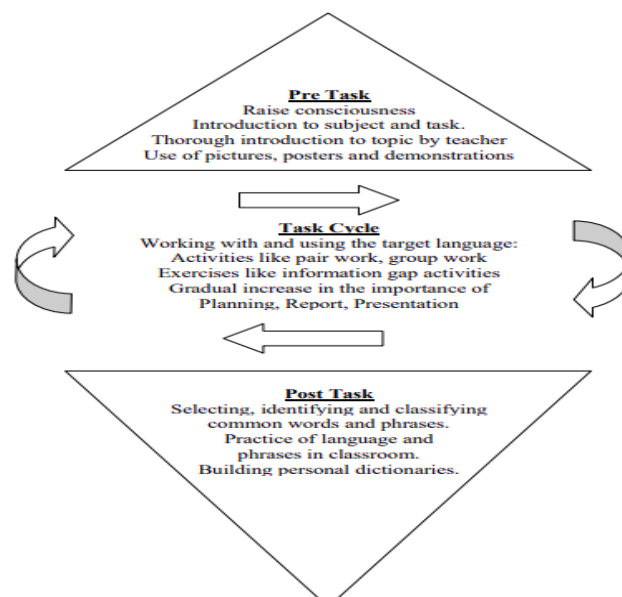 Pre Task
Raise consciousness
Introduction to subject and task.
Thorough introduction to topic by teacher
Use of pictures, posters and demonstrations
Task Cycle
Working with and using the target language:
Activities like pair work, group work
Exercises like information gap activities
Gradual increase in the importance of
Planning, Report, Presentation
Post Task
Selecting, identifying and classifying
common words and phrases.
Practice of language and
phrases in classroom.
Building personal dictionaries.